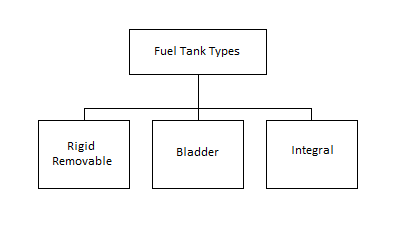 Fuel Tank Types
Rigid
Removable
Bladder
Integral